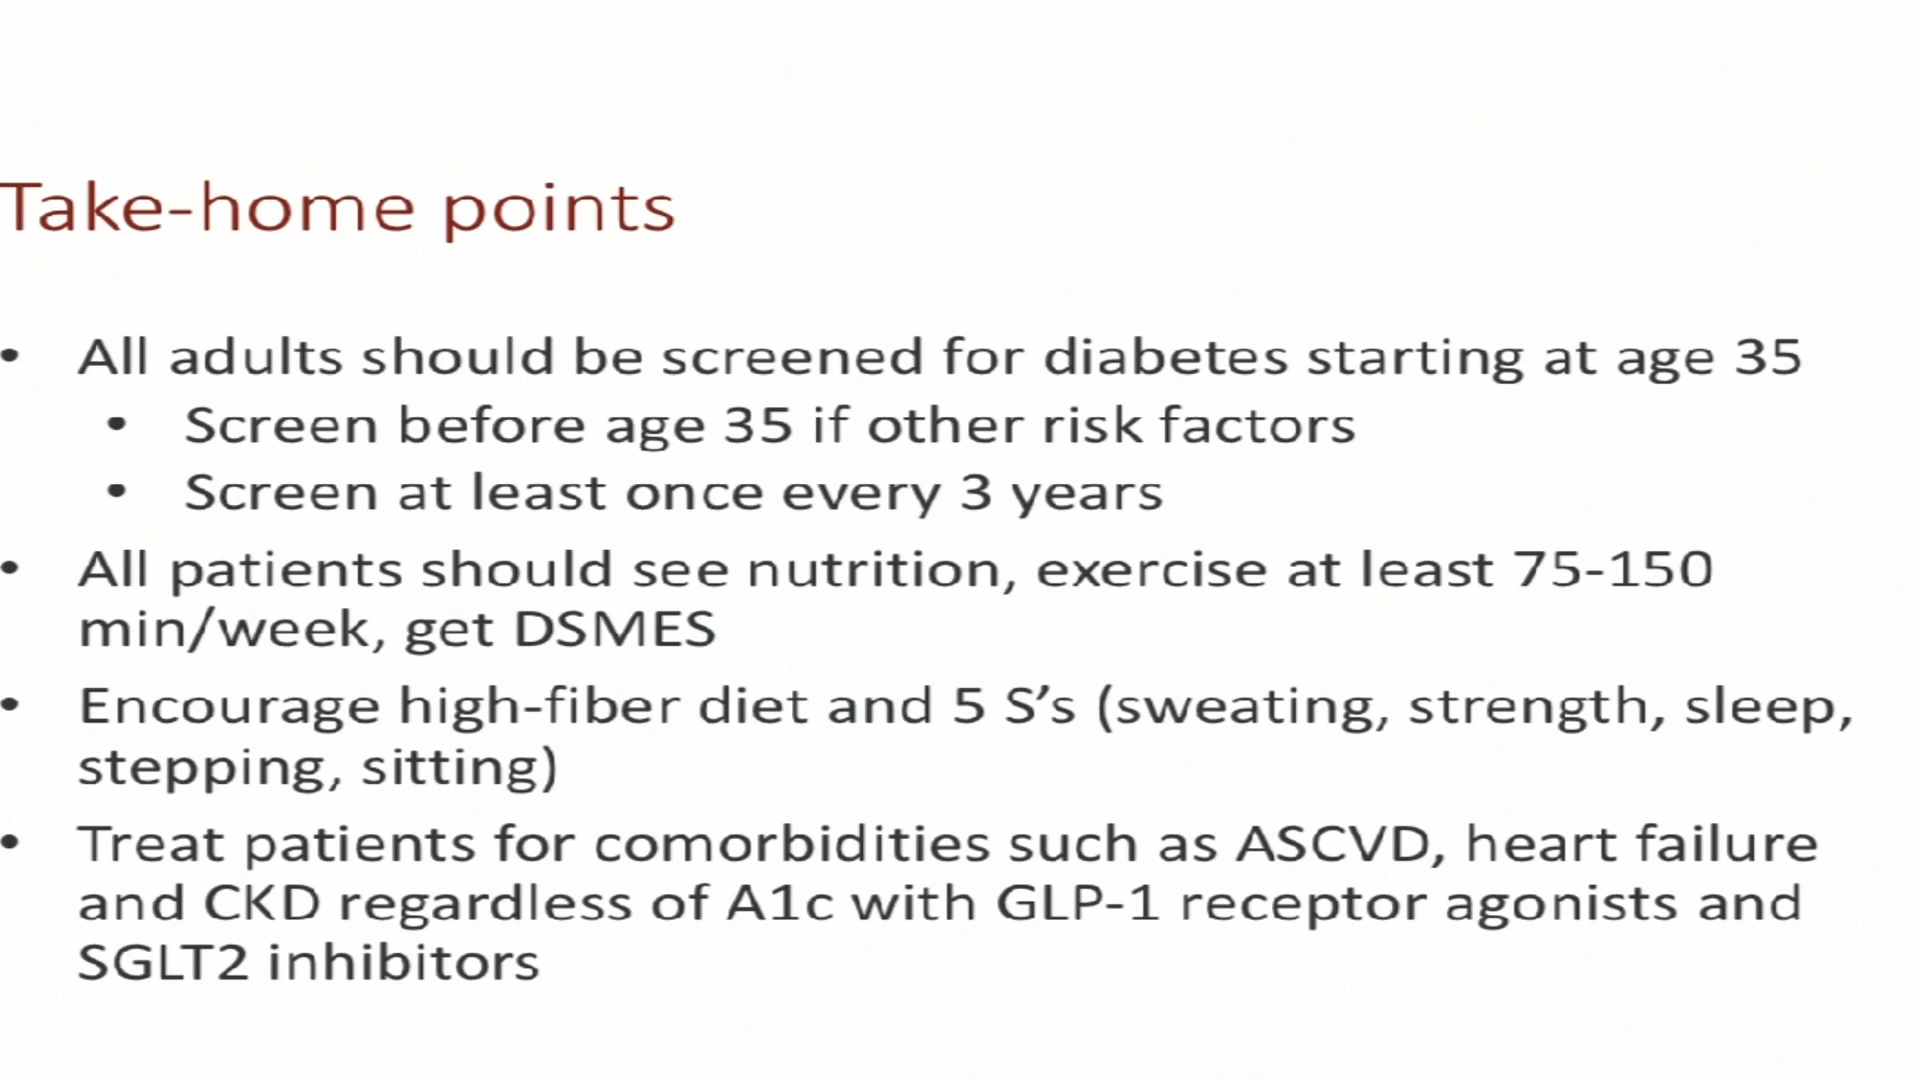 Take-home points
• All adults should be screened for diabetes starting at age 35
• Screen before age 35 if other risk factors
• Screen at least once every 3 years
• All patients should see nutrition, exercise at least 75-150
min/week, get DSMES
• Encourage high-fiber diet and 5 S’s (sweating, strength, sleep,
stepping, sitting)
• Treat patients for comorbidities such as ASCVD, heart failure
and CKD regardless of A1c with GLP-1 receptor agonists and
SGLT2 inhibitors